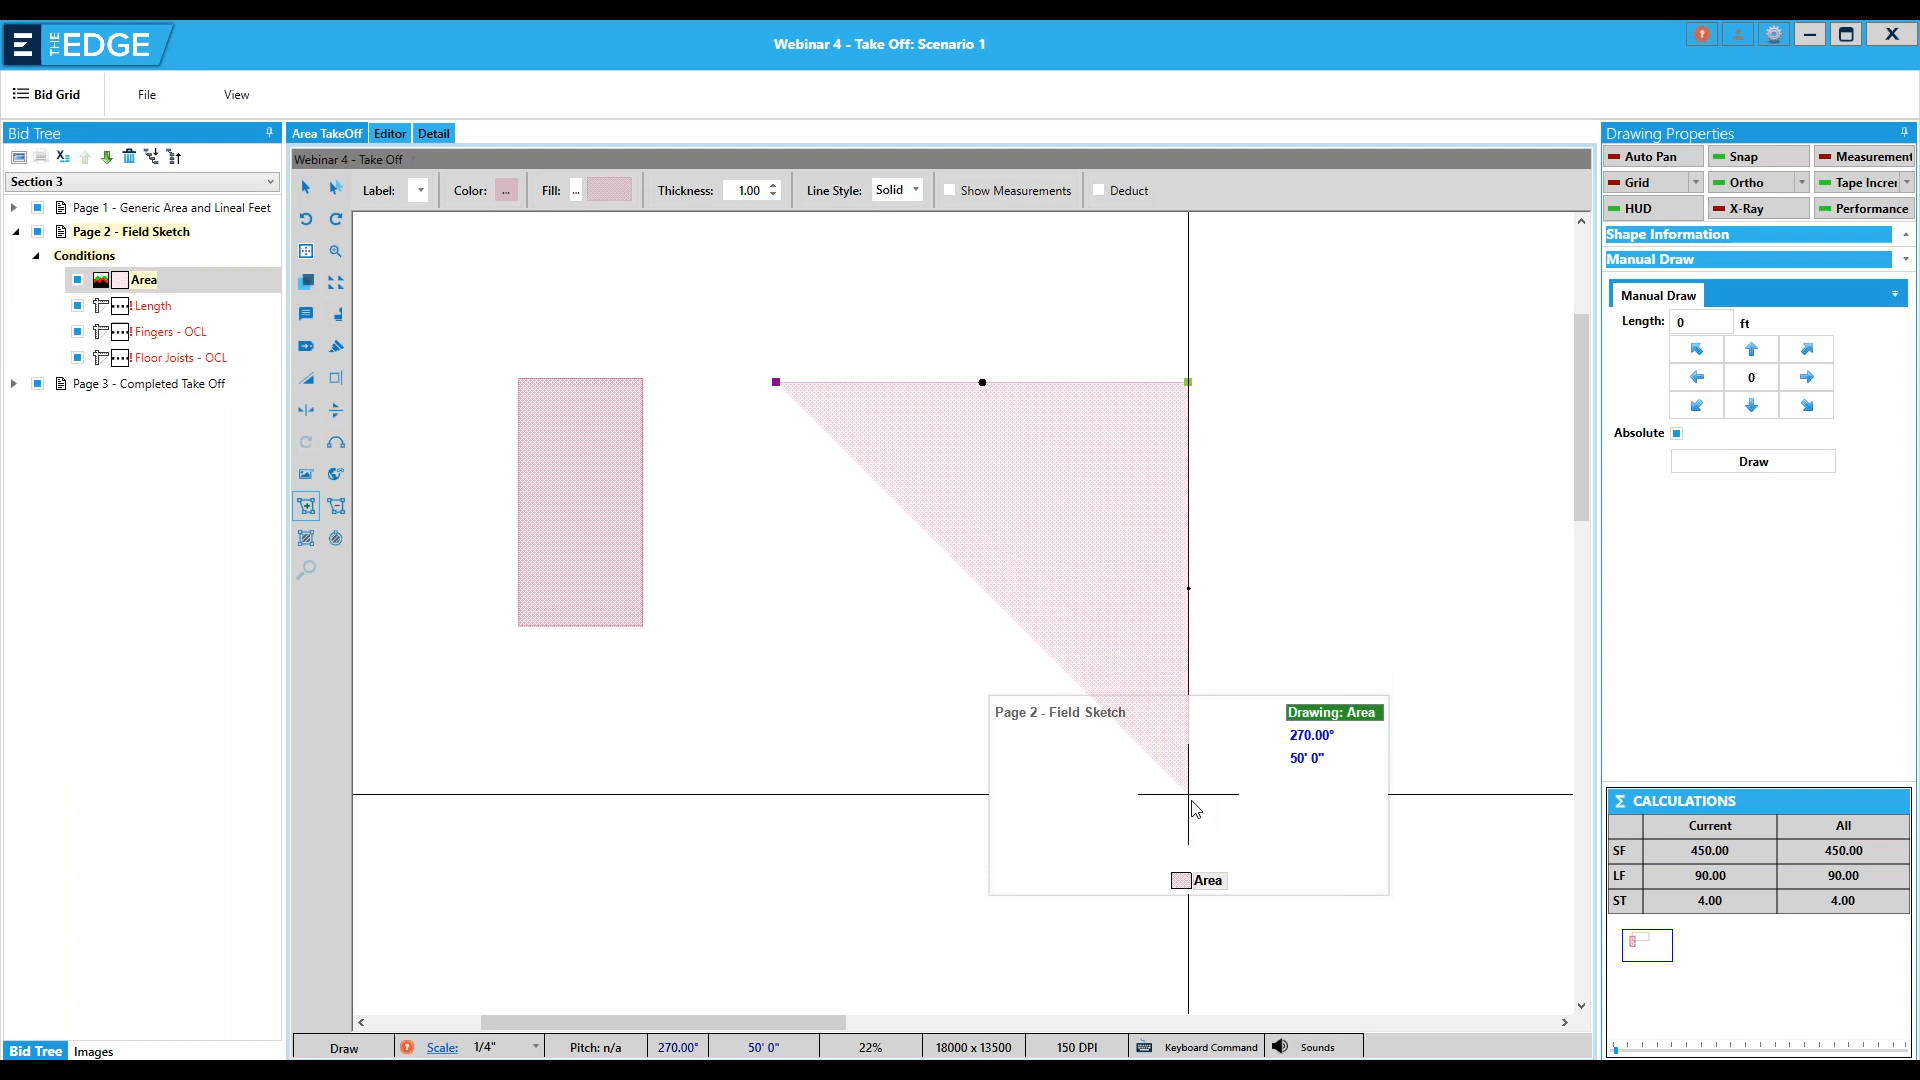 THE EDGE
Webinar 4 - Take Off: Scenario 1
Bid Grid
File
View
Bid Tree
Section 3
Page 1 - Generic Area and Lineal Feet
Page 2 - Field Sketch
Conditions
Area
! Length
! Fingers - OCL
! Floor Joists - OCL
Page 3 - Completed Take Off
Bid Tree
Images
Area TakeOff
Editor
Detail
Webinar 4 - Take Off
Label:
Color: ...
Fill: ...
Thickness: 1.00
Line Style: Solid
Show Measurements
Deduct
Page 2 - Field Sketch
Drawing: Area
270.00°
50' 0"
Area
Draw
Scale: 1/4"
Pitch: n/a
270.00°
50' 0"
22%
18000 x 13500
150 DPI
Keyboard Command
Sounds
Drawing Properties
Auto Pan
Snap
Measurement
Grid
Ortho
Tape Increr
HUD
X-Ray
Performance
Shape Information
Manual Draw
Manual Draw
Length: 0 ft
0
Absolute
Draw
Σ CALCULATIONS
Current All
SF 450.00 450.00
LF 90.00 90.00
ST 4.00 4.00